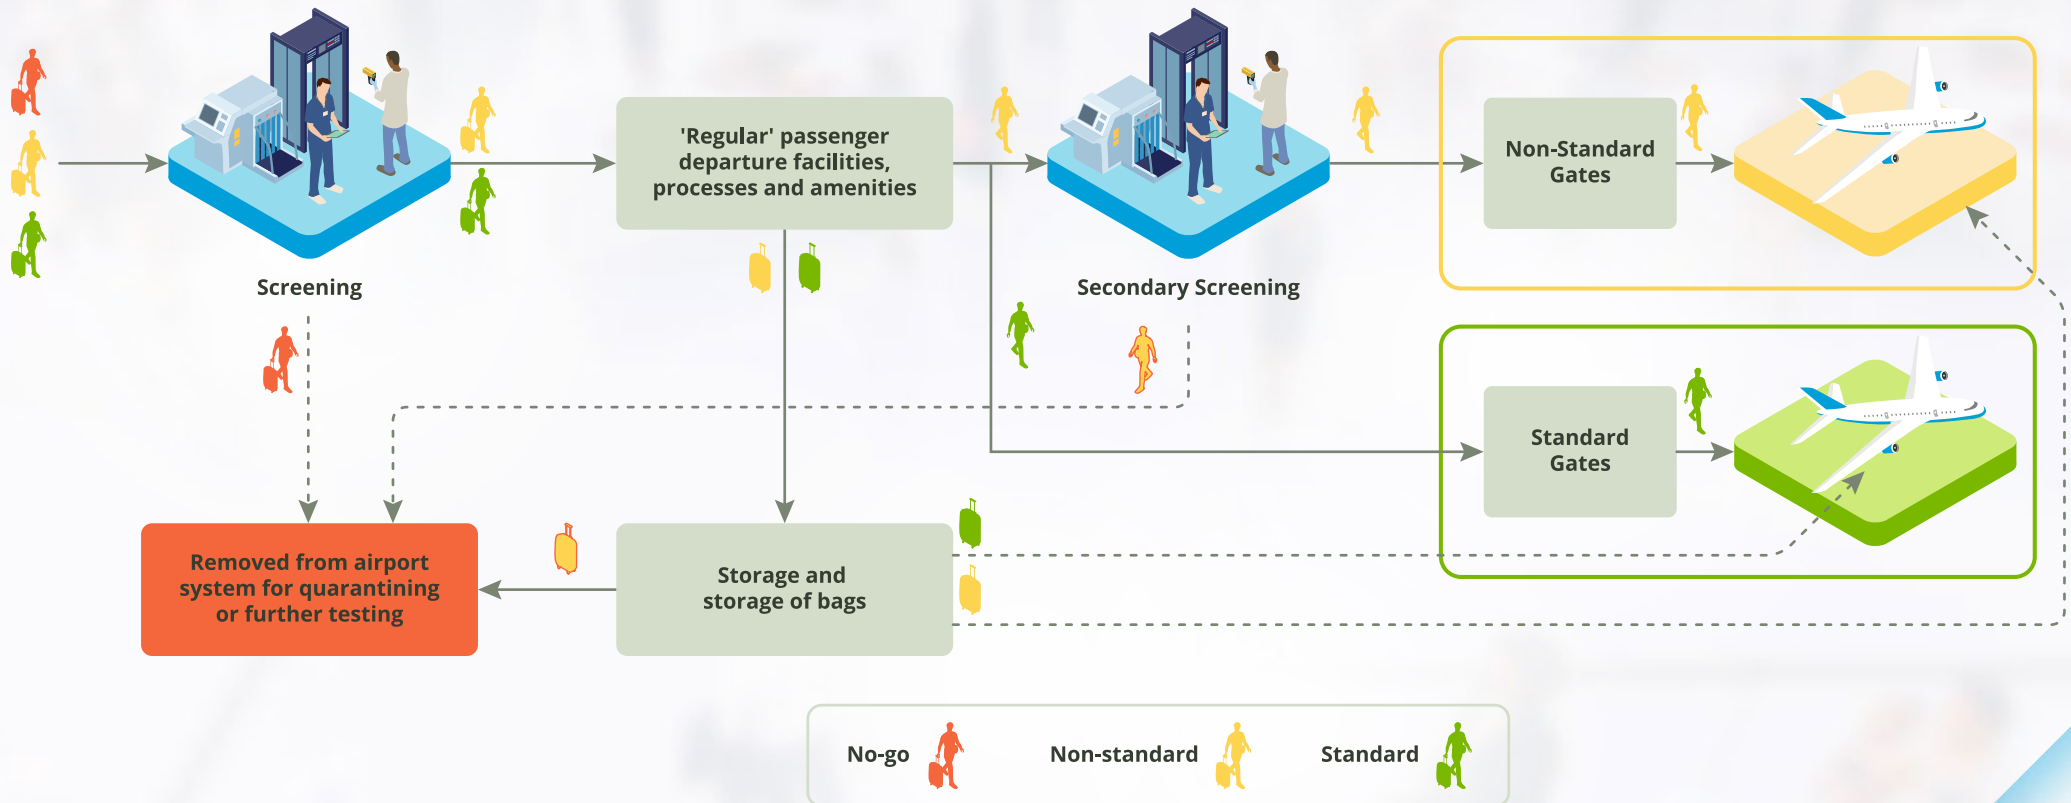 'Regular' passenger
departure facilities,
processes and amenities
Non-Standard
Gates
Screening
Secondary Screening
Standard
Gates
Removed from airport
system for quarantining
or further testing
Storage and
storage of bags
No-go
Non-standard
Standard